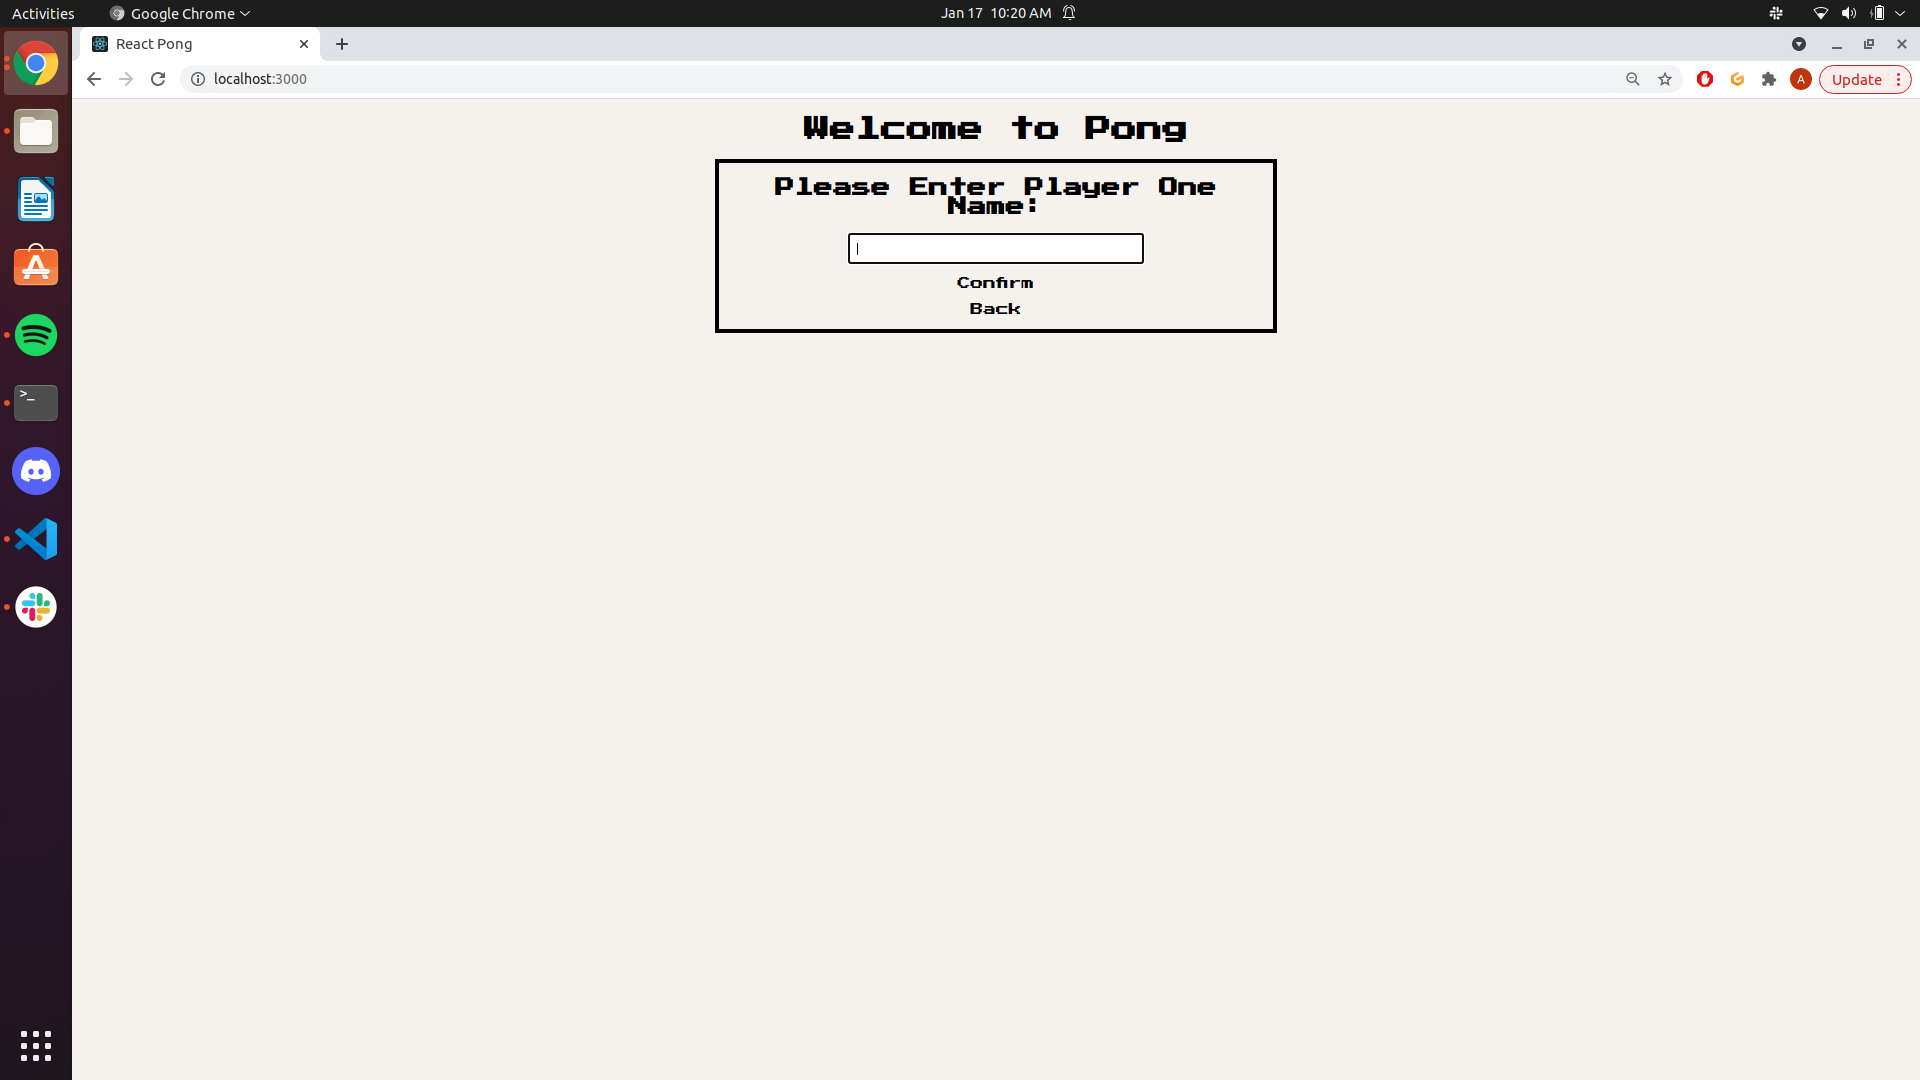 Activities
Google Chrome
Jan 17 10:20 AM
React Pong
localhost:3000
A
Update
Welcome to Pong
Please Enter Player One
Name:
Confirm
Back
>_